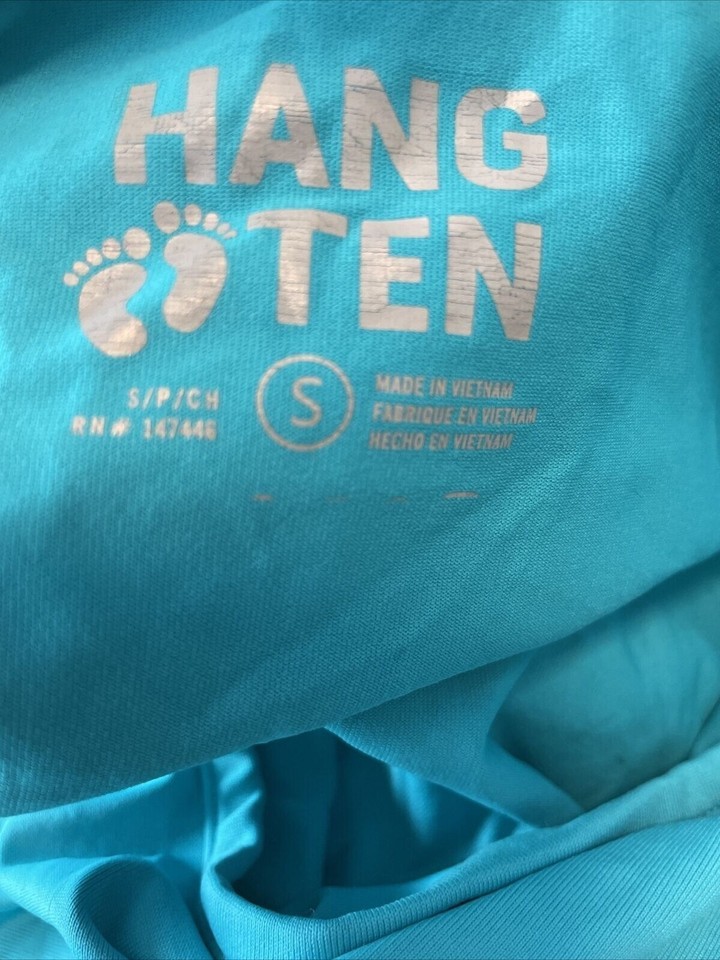 HANG
TEN
S/P/CH
RN# 147446
S
MADE IN VIETNAM
FABRIQUE EN VIETNAM
HECHO EN VIETNAM